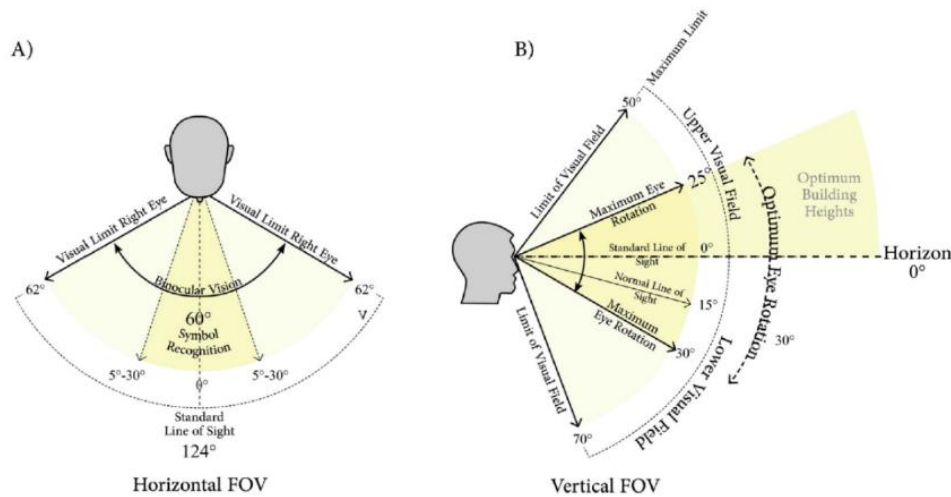 A)
Visual Limit Right Eye
Visual Limit Right Eye
Binocular Vision
62°
62°
V
60°
Symbol
Recognition
5°-30°
5°-30°
0°
Standard
Line of Sight
124°
Horizontal FOV
B)
Maximum Limit
50°
Limit of Visual Field
Upper Visual Field
25°
Maximum Eye
Rotation
Optimum
Building
Heights
Standard Line of
Sight
0°
Horizon
0°
Normal Line of
Sight
15°
Maximum
Eye Rotation
30°
Optimum Eye Rotation
30°
Limit of Visual Field
Lower Visual Field
70°
Vertical FOV